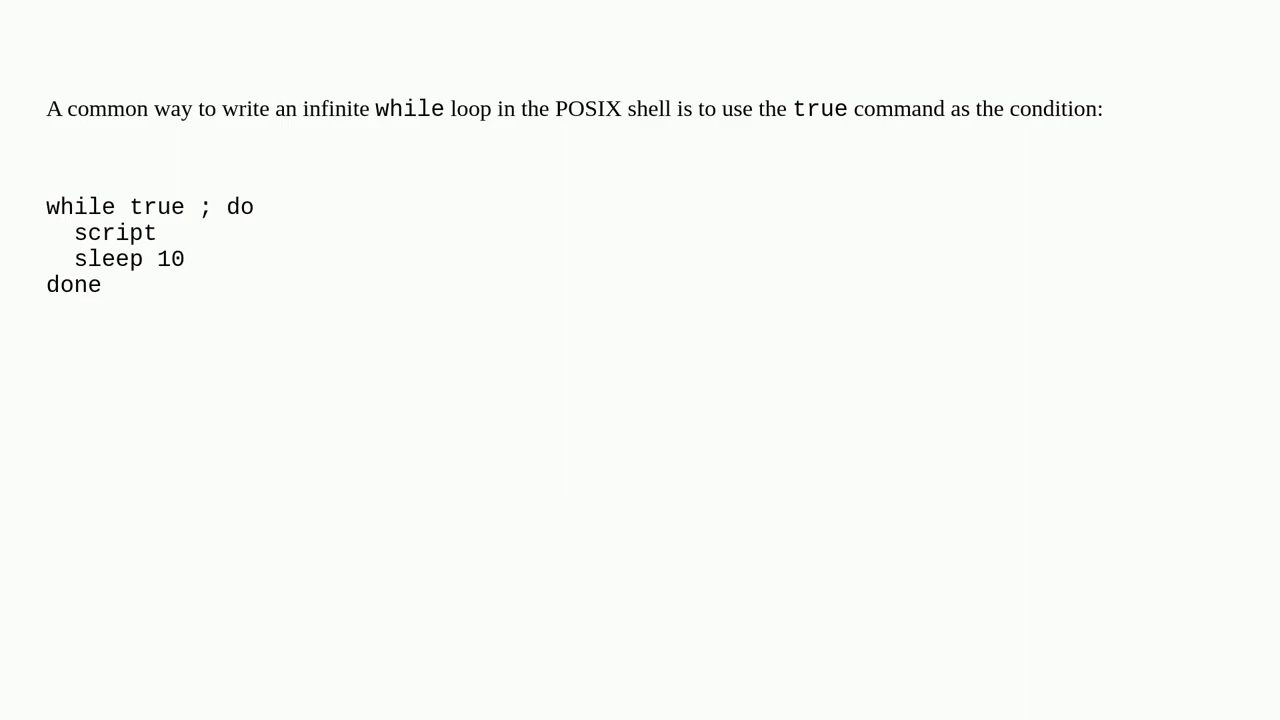 A common way to write an infinite while loop in the POSIX shell is to use the true command as the condition:
while true ; do
  script
  sleep 10
done